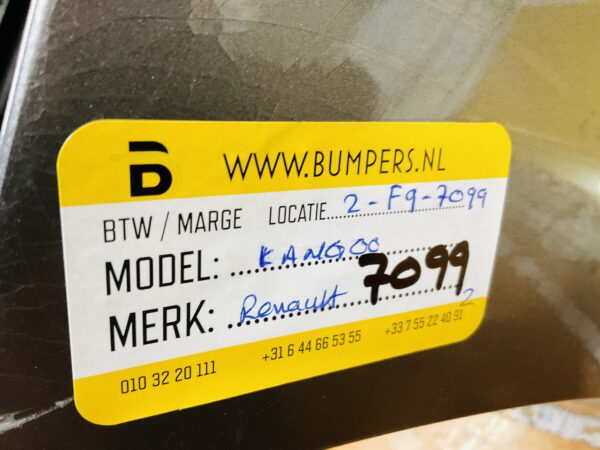 WWW.BUMPERS.NL
BTW / MARGE LOCATIE 2-F9-7099
MODEL: KANGOO
7099
MERK: Renault 2
010 32 20 111 +31 6 44 66 53 55 +33 7 55 22 40 91